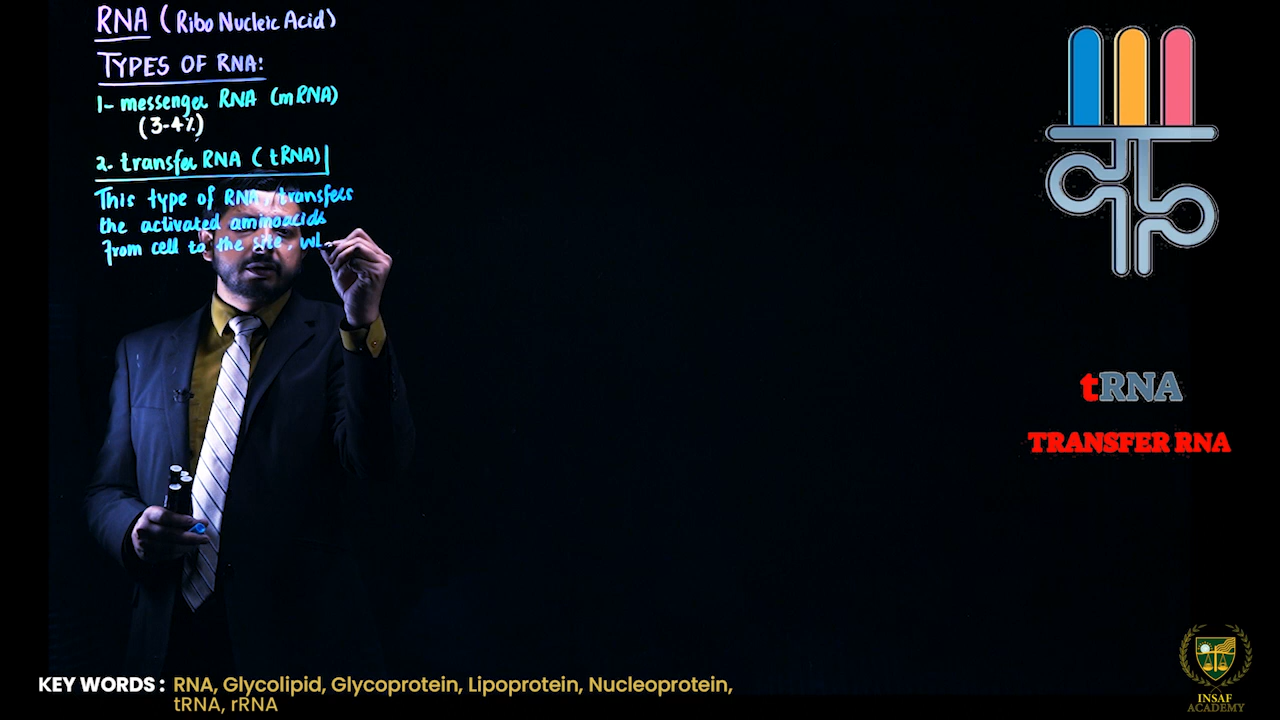 RNA (Ribo Nucleic Acid)
TYPES OF RNA:
1- messenger RNA (mRNA)
(3-4%)
2- transfer RNA (tRNA)
This type of RNA, transfers
the activated aminoacids
from cell to the site, wh
tRNA
TRANSFER RNA
KEY WORDS : RNA, Glycolipid, Glycoprotein, Lipoprotein, Nucleoprotein,
tRNA, rRNA
INSAF
ACADEMY